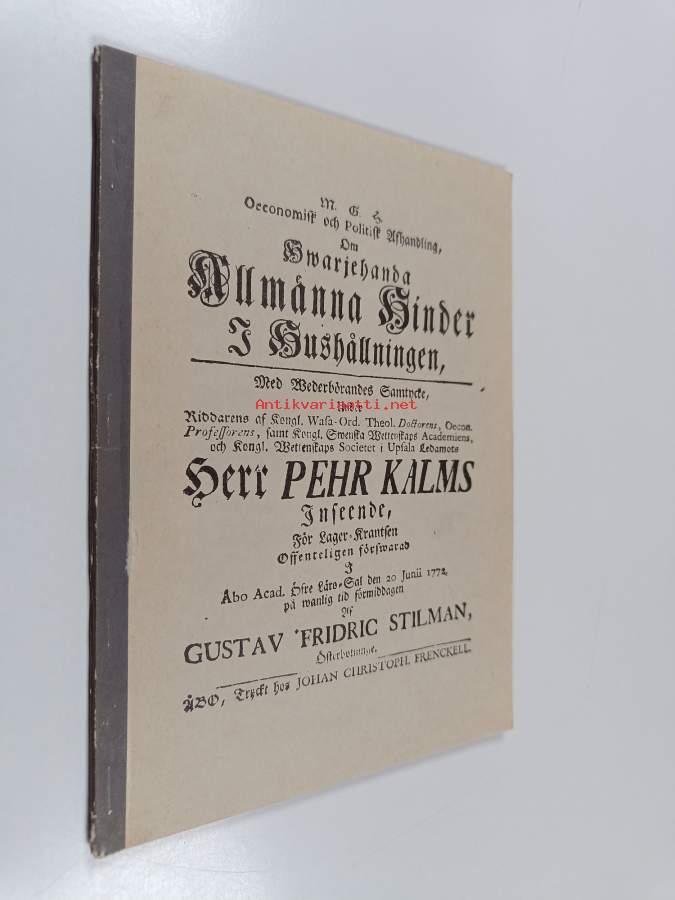 M. G. H.
Oeconomisk och Politisk Afhandling,
Om
Swarjehanda
Allmänna Hinder
I Hushållningen,
Med Wederbörandes Samtycke,
Under
Antikvariaatti.net
Riddarens af Kongl. Wasa-Ord. Theol. Doctorens, Oecon.
Professorens, samt Kongl. Swenska Wettenskaps Academiens,
och Kongl. Wettenskaps Societet i Upsala Ledamots
Herr PEHR KALMS
Inseende,
För Lager-Krantsen
Offenteligen förswarad
I
Åbo Acad. Öfre Läro-Sal den 20 Junii 1772.
på wanlig tid förmiddagen
Af
GUSTAV FRIDRIC STILMAN,
Österbotninge.
ÅBO, Tryckt hos JOHAN CHRISTOPH. FRENCKELL.